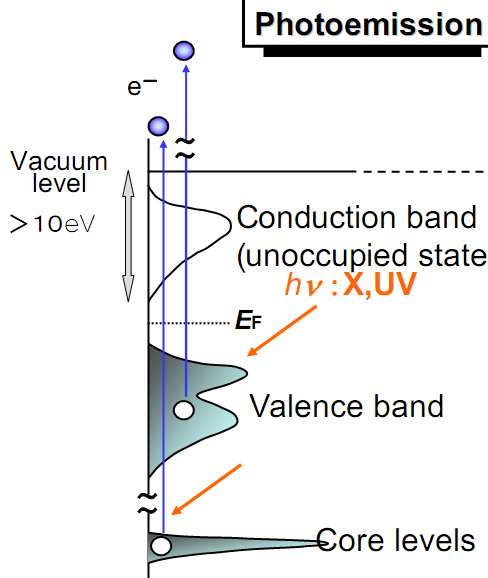 Photoemission
e⁻
Vacuum
level
＞10eV
Conduction band
(unoccupied state
hν : X,UV
EF
Valence band
Core levels